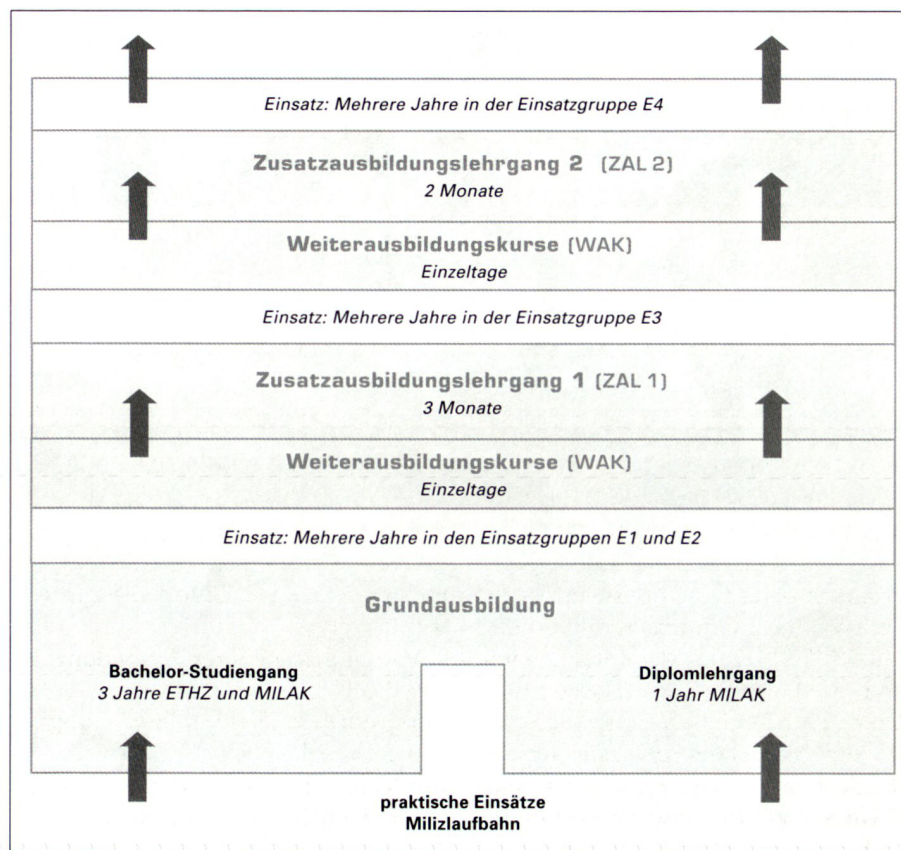 Einsatz: Mehrere Jahre in der Einsatzgruppe E4
Zusatzausbildungslehrgang 2 (ZAL 2)
2 Monate
Weiterausbildungskurse (WAK)
Einzeltage
Einsatz: Mehrere Jahre in der Einsatzgruppe E3
Zusatzausbildungslehrgang 1 (ZAL 1)
3 Monate
Weiterausbildungskurse (WAK)
Einzeltage
Einsatz: Mehrere Jahre in den Einsatzgruppen E1 und E2
Grundausbildung
Bachelor-Studiengang
3 Jahre ETHZ und MILAK
Diplomlehrgang
1 Jahr MILAK
praktische Einsätze
Milizlaufbahn